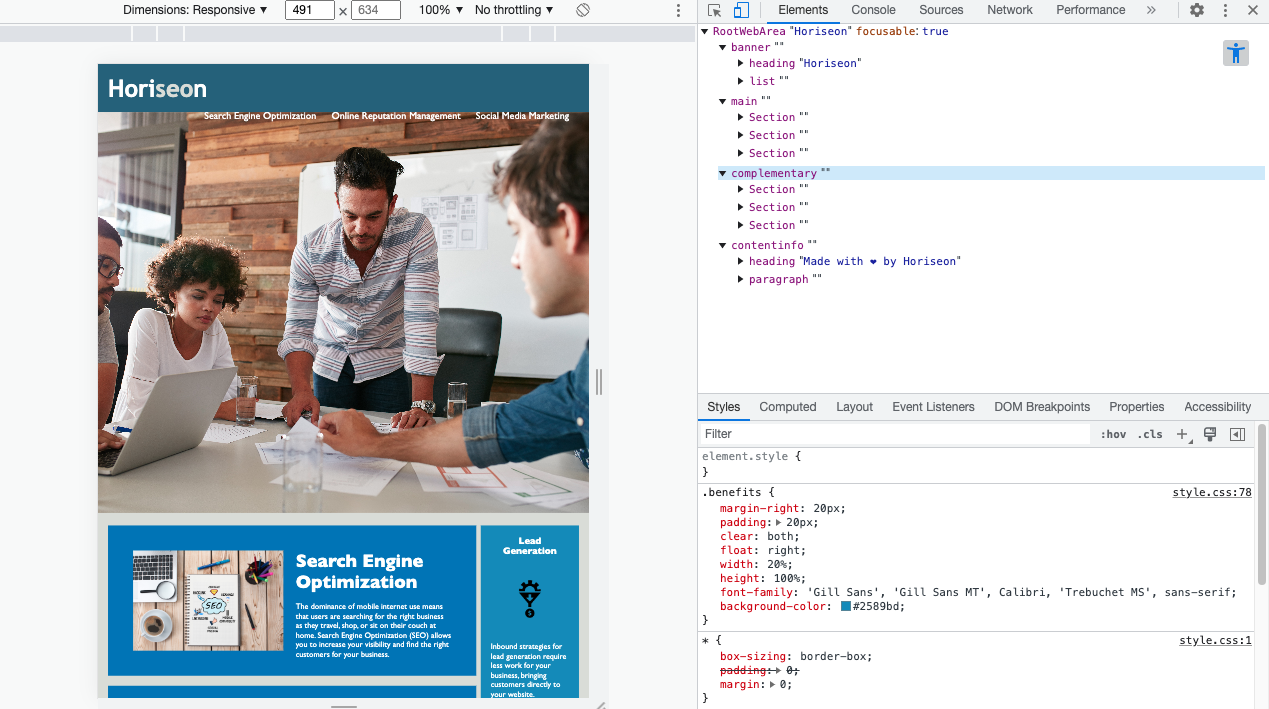 Dimensions: Responsive ▼ 491 × 634 100% ▼ No throttling ▼
Elements Console Sources Network Performance »
Horiseon
Search Engine Optimization Online Reputation Management Social Media Marketing
SEO
Search Engine
Optimization
The dominance of mobile internet use means
that users are searching for the right business
as they travel, shop, or sit on their couch at
home. Search Engine Optimization (SEO) allows
you to increase your visibility and find the right
customers for your business.
Lead
Generation
Inbound strategies for
lead generation require
less work for your
business, bringing
customers directly to
your website.
▼ RootWebArea "Horiseon" focusable: true
▼ banner ""
▶ heading "Horiseon"
▶ list ""
▼ main ""
▶ Section ""
▶ Section ""
▶ Section ""
▼ complementary ""
▶ Section ""
▶ Section ""
▶ Section ""
▼ contentinfo ""
▶ heading "Made with ❤ by Horiseon"
▶ paragraph ""
Styles Computed Layout Event Listeners DOM Breakpoints Properties Accessibility
Filter :hov .cls +
element.style {
}
.benefits { style.css:78
margin-right: 20px;
padding: ▶ 20px;
clear: both;
float: right;
width: 20%;
height: 100%;
font-family: 'Gill Sans', 'Gill Sans MT', Calibri, 'Trebuchet MS', sans-serif;
background-color: #2589bd;
}
* { style.css:1
box-sizing: border-box;
padding: ▶ 0;
margin: ▶ 0;
}